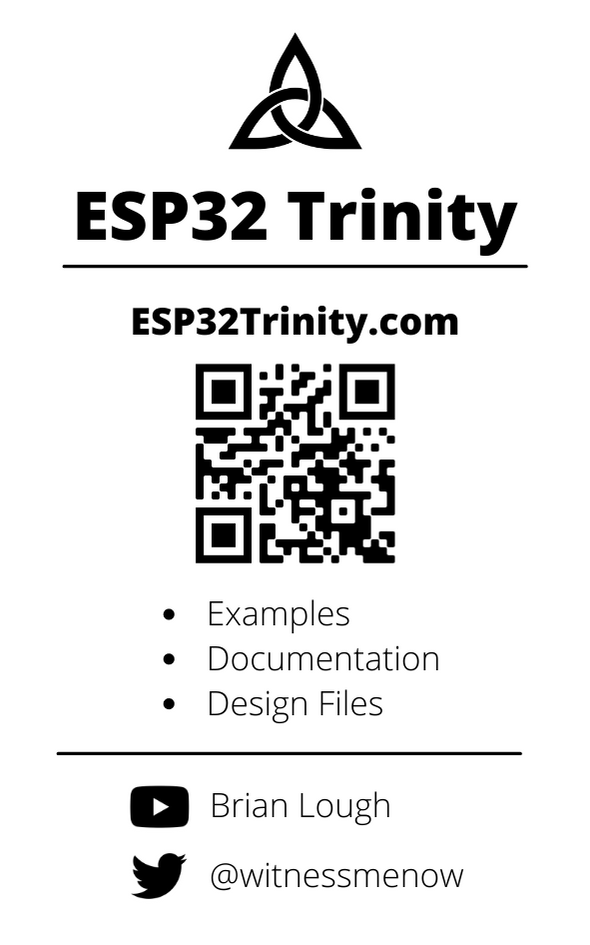 ESP32 Trinity
ESP32Trinity.com
• Examples
• Documentation
• Design Files
Brian Lough
@witnessmenow